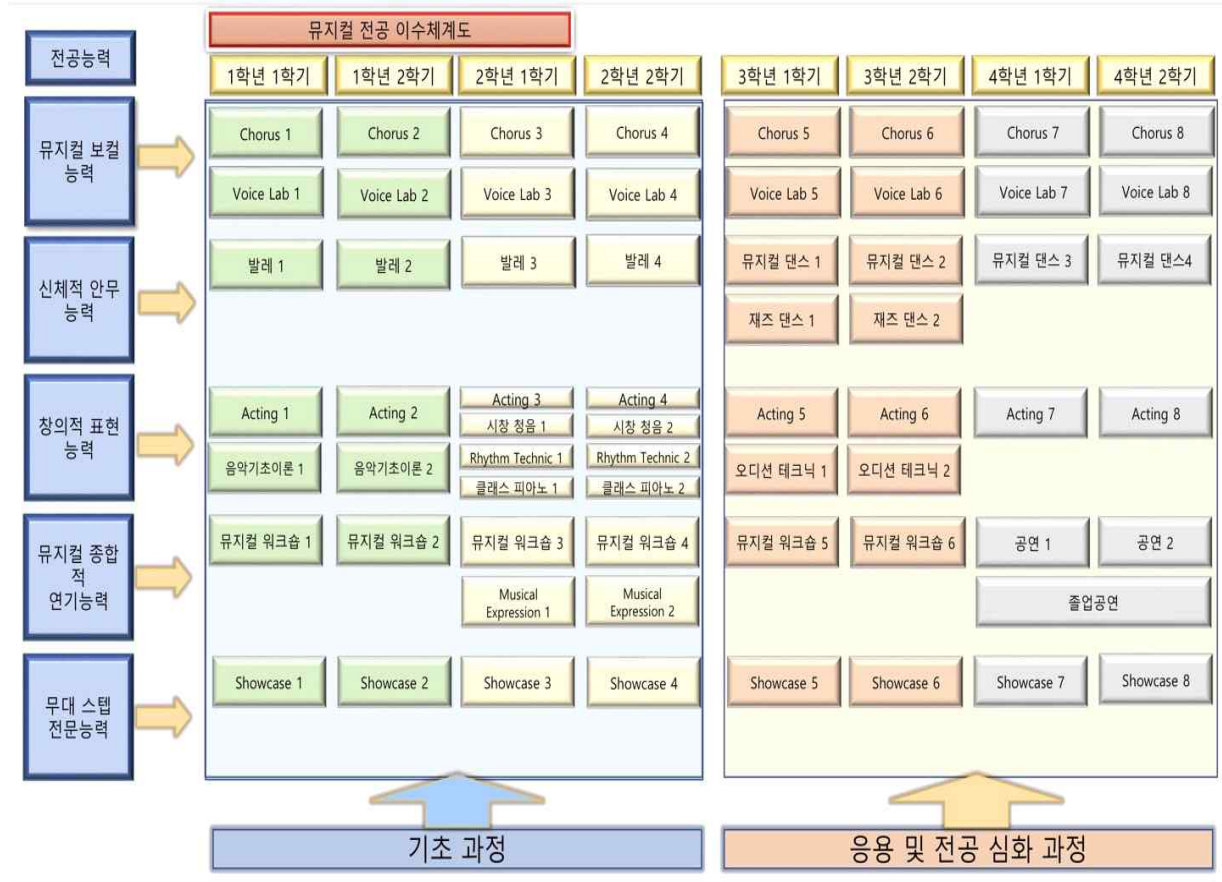 뮤지컬 전공 이수체계도
전공능력
1학년 1학기
1학년 2학기
2학년 1학기
2학년 2학기
3학년 1학기
3학년 2학기
4학년 1학기
4학년 2학기
뮤지컬 보컬
능력
Chorus 1
Chorus 2
Chorus 3
Chorus 4
Chorus 5
Chorus 6
Chorus 7
Chorus 8
Voice Lab 1
Voice Lab 2
Voice Lab 3
Voice Lab 4
Voice Lab 5
Voice Lab 6
Voice Lab 7
Voice Lab 8
신체적 안무
능력
발레 1
발레 2
발레 3
발레 4
뮤지컬 댄스 1
뮤지컬 댄스 2
뮤지컬 댄스 3
뮤지컬 댄스4
재즈 댄스 1
재즈 댄스 2
창의적 표현
능력
Acting 1
Acting 2
Acting 3
Acting 4
Acting 5
Acting 6
Acting 7
Acting 8
시창 청음 1
시창 청음 2
음악기초이론 1
음악기초이론 2
Rhythm Technic 1
Rhythm Technic 2
오디션 테크닉 1
오디션 테크닉 2
클래스 피아노 1
클래스 피아노 2
뮤지컬 종합
적
연기능력
뮤지컬 워크숍 1
뮤지컬 워크숍 2
뮤지컬 워크숍 3
뮤지컬 워크숍 4
뮤지컬 워크숍 5
뮤지컬 워크숍 6
공연 1
공연 2
Musical
Expression 1
Musical
Expression 2
졸업공연
무대 스텝
전문능력
Showcase 1
Showcase 2
Showcase 3
Showcase 4
Showcase 5
Showcase 6
Showcase 7
Showcase 8
기초 과정
응용 및 전공 심화 과정